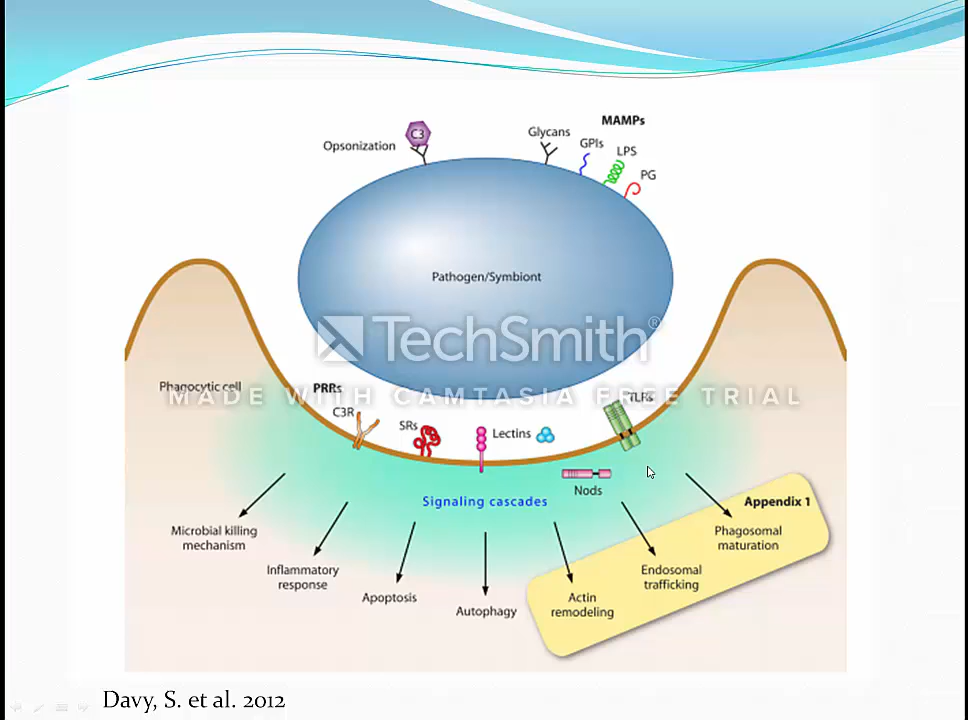 MAMPs
Glycans
GPIs
Opsonization
C3
LPS
PG
Pathogen/Symbiont
TechSmith®
Phagocytic cell
PRRs
MADE WITH CAMTASIA FREE TRIAL
TLRs
C3R
SRs
Lectins
Nods
Signaling cascades
Appendix 1
Microbial killing
mechanism
Inflammatory
response
Apoptosis
Autophagy
Actin
remodeling
Endosomal
trafficking
Phagosomal
maturation
Davy, S. et al. 2012